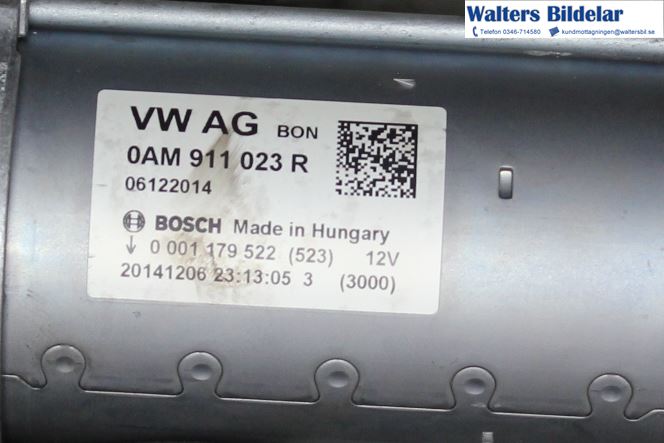 Walters Bildelar
Telefon 0346-714580 kundmottagningen@waltersbil.se
VW AG BON
0AM 911 023 R
06122014
BOSCH Made in Hungary
↓ 0 001 179 522 (523) 12V
20141206 23:13:05 3 (3000)